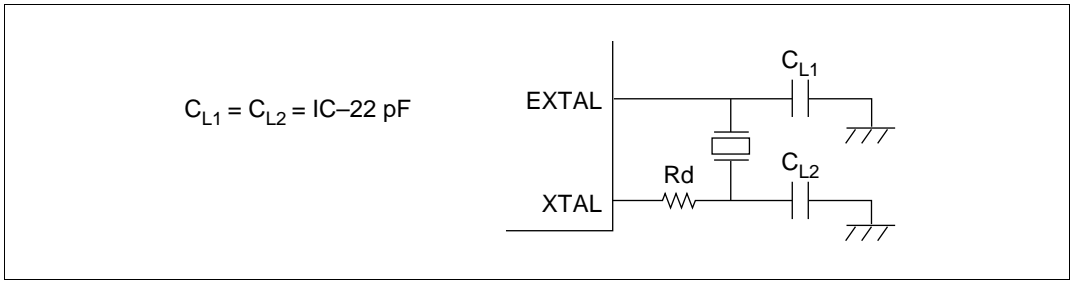 C_L1 = C_L2 = IC–22 pF
EXTAL
XTAL
Rd
C_L1
C_L2